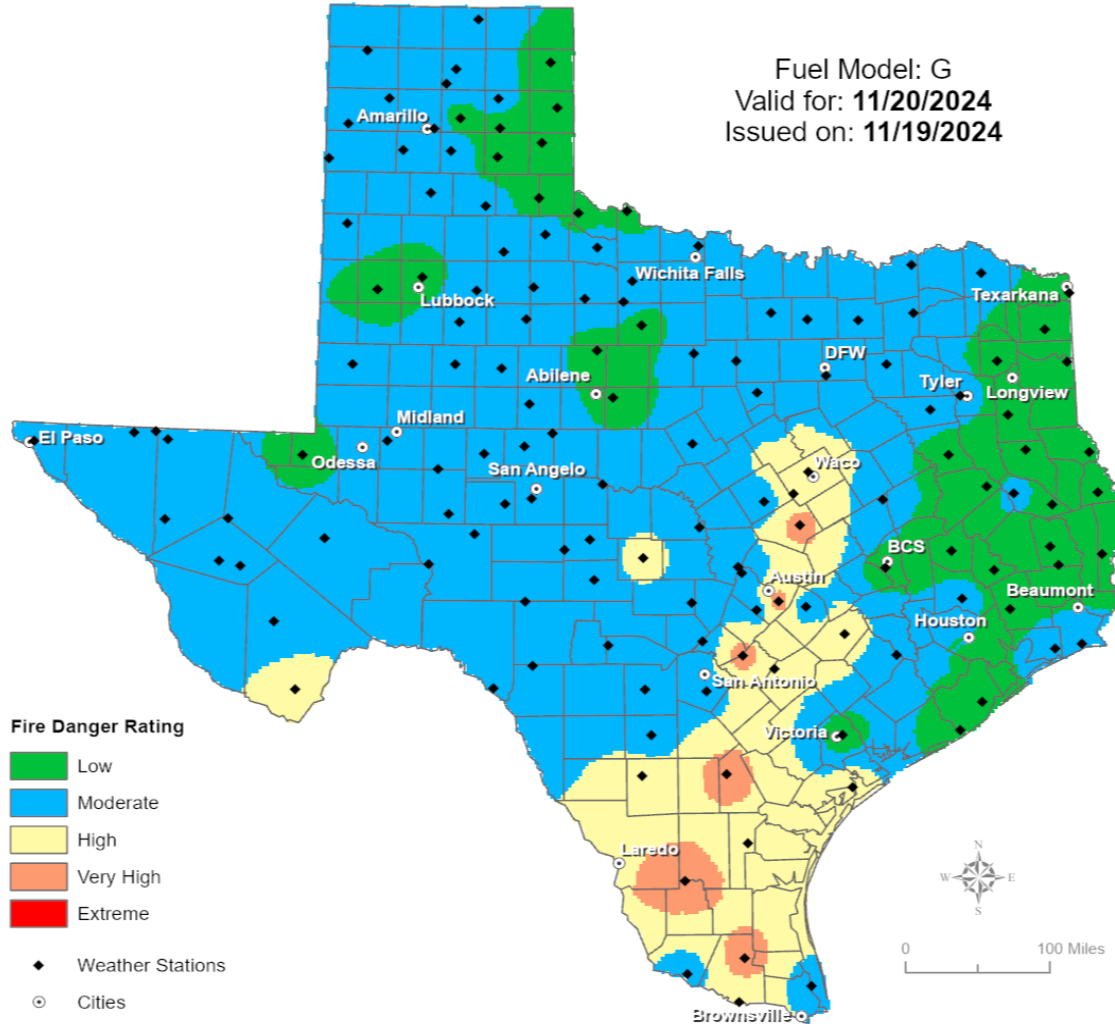 Fuel Model: G
Valid for: 11/20/2024
Issued on: 11/19/2024
Amarillo
Wichita Falls
Lubbock
Texarkana
DFW
Abilene
Tyler
Longview
Midland
El Paso
Odessa
San Angelo
Waco
BCS
Austin
Beaumont
Houston
San Antonio
Victoria
Laredo
Brownsville
Fire Danger Rating
Low
Moderate
High
Very High
Extreme
Weather Stations
Cities
N
W E
S
0 100 Miles